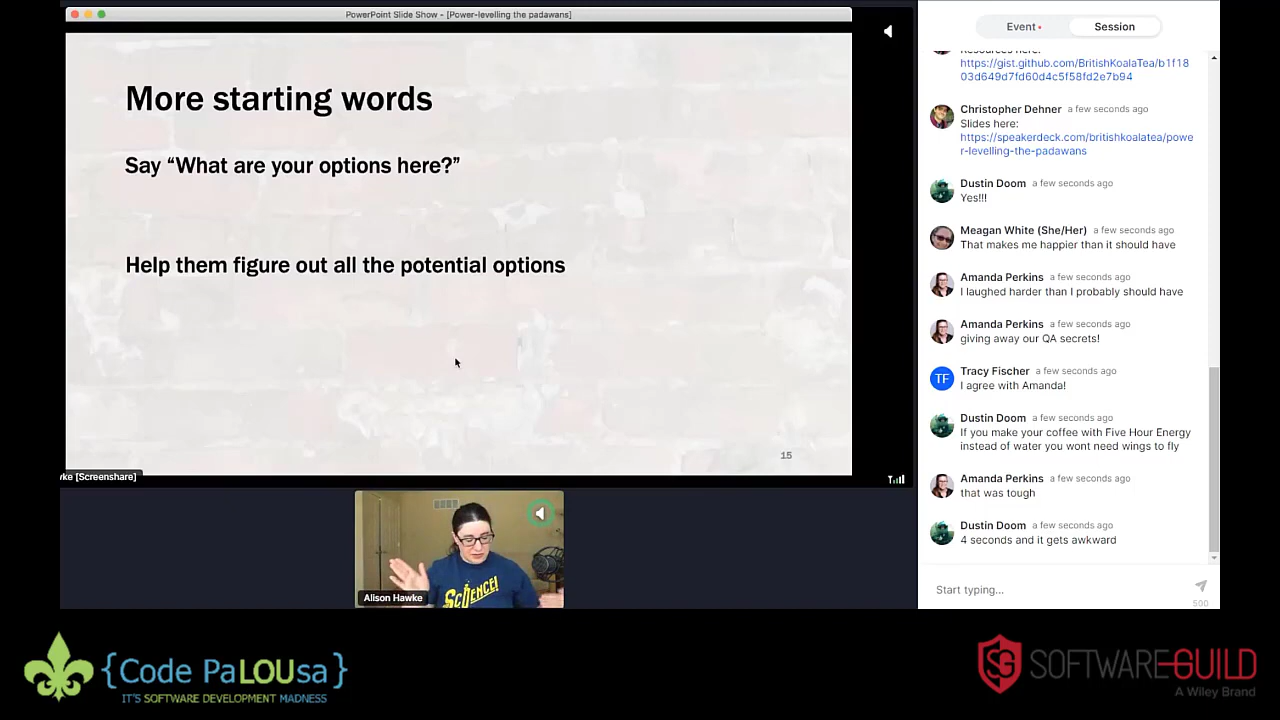 PowerPoint Slide Show - [Power-levelling the padawans]
More starting words
Say “What are your options here?”
Help them figure out all the potential options
15
ke [Screenshare]
SCIENCE!
Alison Hawke
Event
Session
Resources here:
https://gist.github.com/BritishKoalaTea/b1f18
03d649d7fd60d4c5f58fd2e7b94
Christopher Dehner a few seconds ago
Slides here:
https://speakerdeck.com/britishkoalatea/powe
r-levelling-the-padawans
Dustin Doom a few seconds ago
Yes!!!
Meagan White (She/Her) a few seconds ago
That makes me happier than it should have
Amanda Perkins a few seconds ago
I laughed harder than I probably should have
Amanda Perkins a few seconds ago
giving away our QA secrets!
TF
Tracy Fischer a few seconds ago
I agree with Amanda!
Dustin Doom a few seconds ago
If you make your coffee with Five Hour Energy
instead of water you wont need wings to fly
Amanda Perkins a few seconds ago
that was tough
Dustin Doom a few seconds ago
4 seconds and it gets awkward
Start typing...
500
{Code PaLOUsa}
IT'S SOFTWARE DEVELOPMENT MADNESS
SG
SOFTWARE GUILD
A Wiley Brand